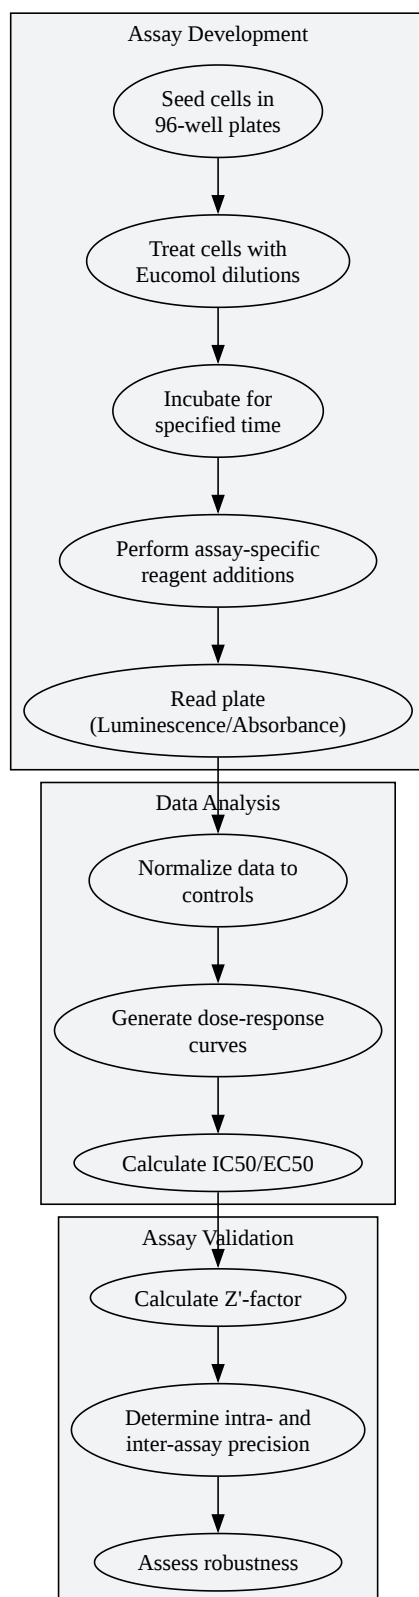 Assay Development
Seed cells in
96-well plates
Treat cells with
Eucomol dilutions
Incubate for
specified time
Perform assay-specific
reagent additions
Read plate
(Luminescence/Absorbance)
Data Analysis
Normalize data to
controls
Generate dose-response
curves
Calculate IC50/EC50
Assay Validation
Calculate Z'-factor
Determine intra- and
inter-assay precision
Assess robustness